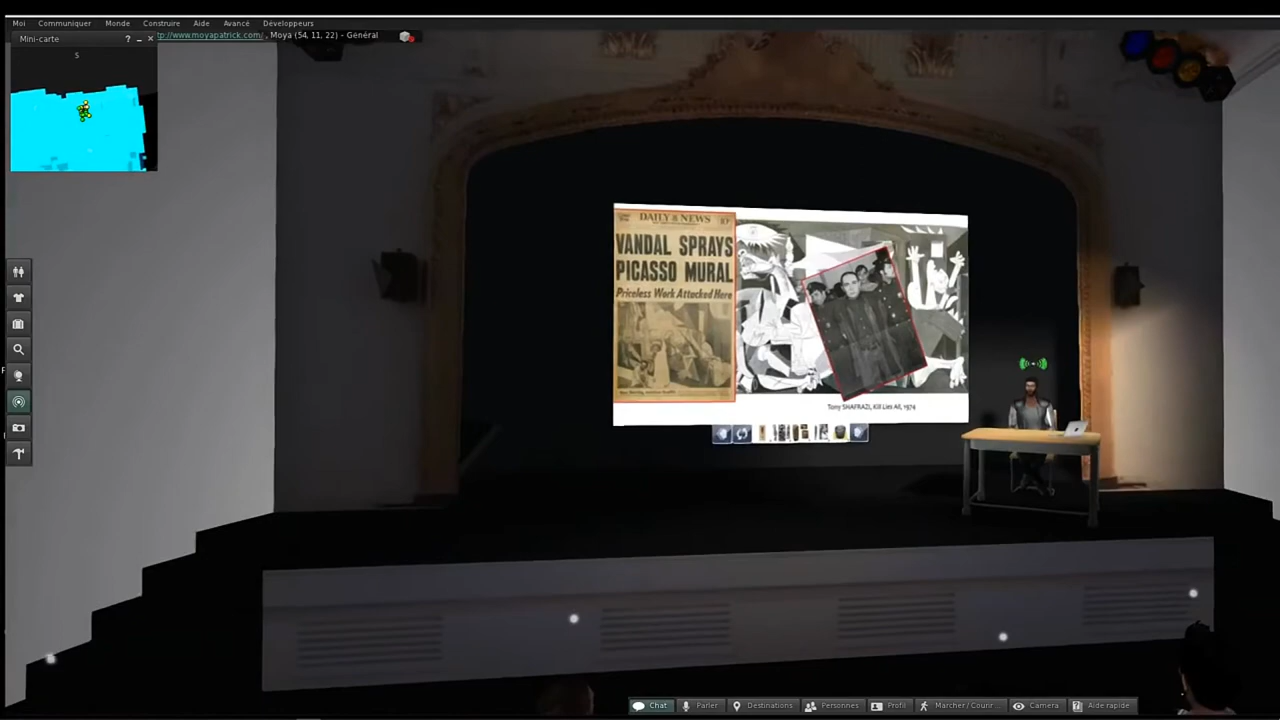 Moi Communiquer Monde Construire Aide Avancé Développeurs
Mini-carte ? ttp://www.moyapatrick.com/ , Moya (54, 11, 22) - Général
S
DAILY NEWS
VANDAL SPRAYS
PICASSO MURAL
Priceless Work Attacked Here
Tony SHAFRAZI, Kill Lies All, 1974
Chat Parler Destinations Personnes Profil Marcher / Courir... Caméra Aide rapide